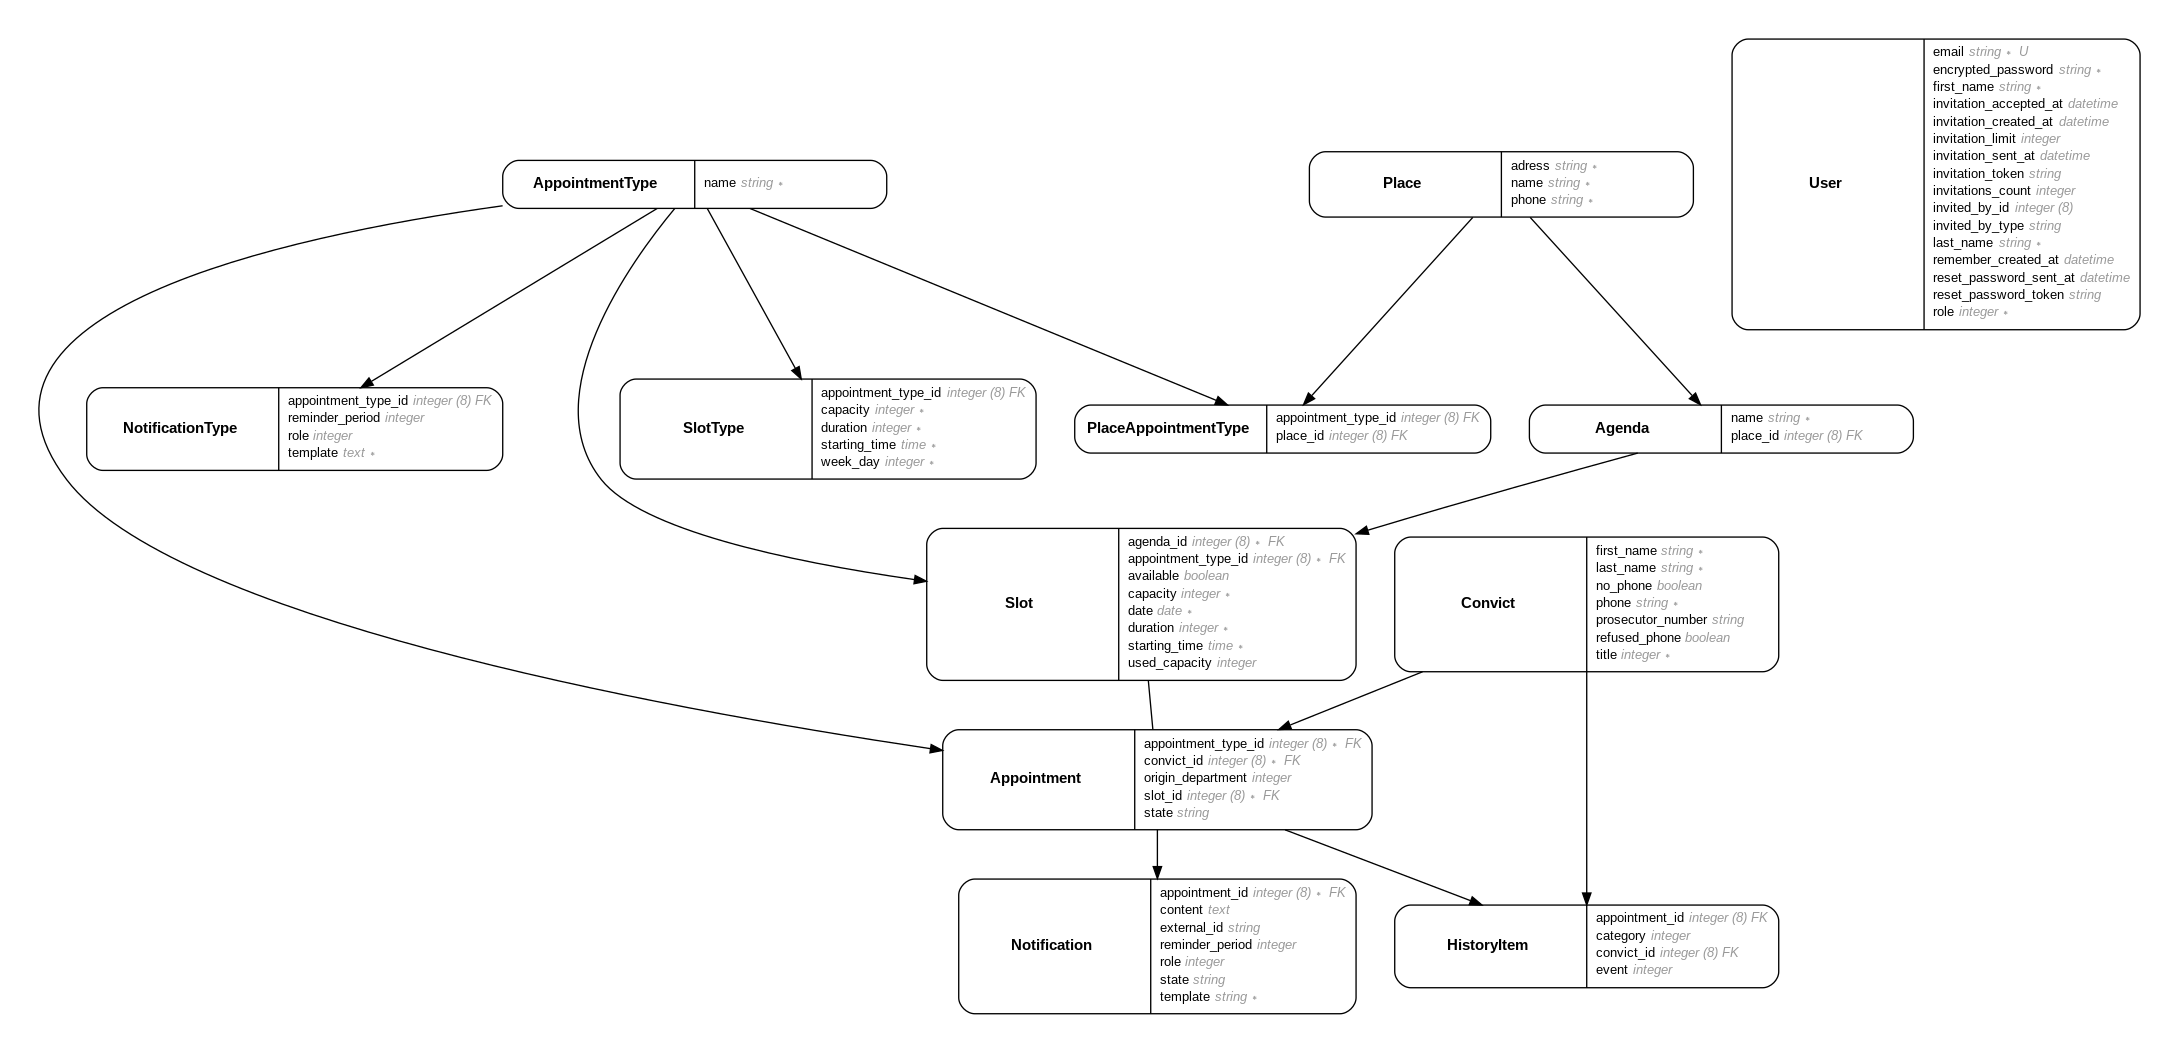 User
email string ∗ U
encrypted_password string ∗
first_name string ∗
invitation_accepted_at datetime
invitation_created_at datetime
invitation_limit integer
invitation_sent_at datetime
invitation_token string
invitations_count integer
invited_by_id integer (8)
invited_by_type string
last_name string ∗
remember_created_at datetime
reset_password_sent_at datetime
reset_password_token string
role integer ∗
AppointmentType
name string ∗
Place
adress string ∗
name string ∗
phone string ∗
NotificationType
appointment_type_id integer (8) FK
reminder_period integer
role integer
template text ∗
SlotType
appointment_type_id integer (8) FK
capacity integer ∗
duration integer ∗
starting_time time ∗
week_day integer ∗
PlaceAppointmentType
appointment_type_id integer (8) FK
place_id integer (8) FK
Agenda
name string ∗
place_id integer (8) FK
Slot
agenda_id integer (8) ∗ FK
appointment_type_id integer (8) ∗ FK
available boolean
capacity integer ∗
date date ∗
duration integer ∗
starting_time time ∗
used_capacity integer
Convict
first_name string ∗
last_name string ∗
no_phone boolean
phone string ∗
prosecutor_number string
refused_phone boolean
title integer ∗
Appointment
appointment_type_id integer (8) ∗ FK
convict_id integer (8) ∗ FK
origin_department integer
slot_id integer (8) ∗ FK
state string
Notification
appointment_id integer (8) ∗ FK
content text
external_id string
reminder_period integer
role integer
state string
template string ∗
HistoryItem
appointment_id integer (8) FK
category integer
convict_id integer (8) FK
event integer